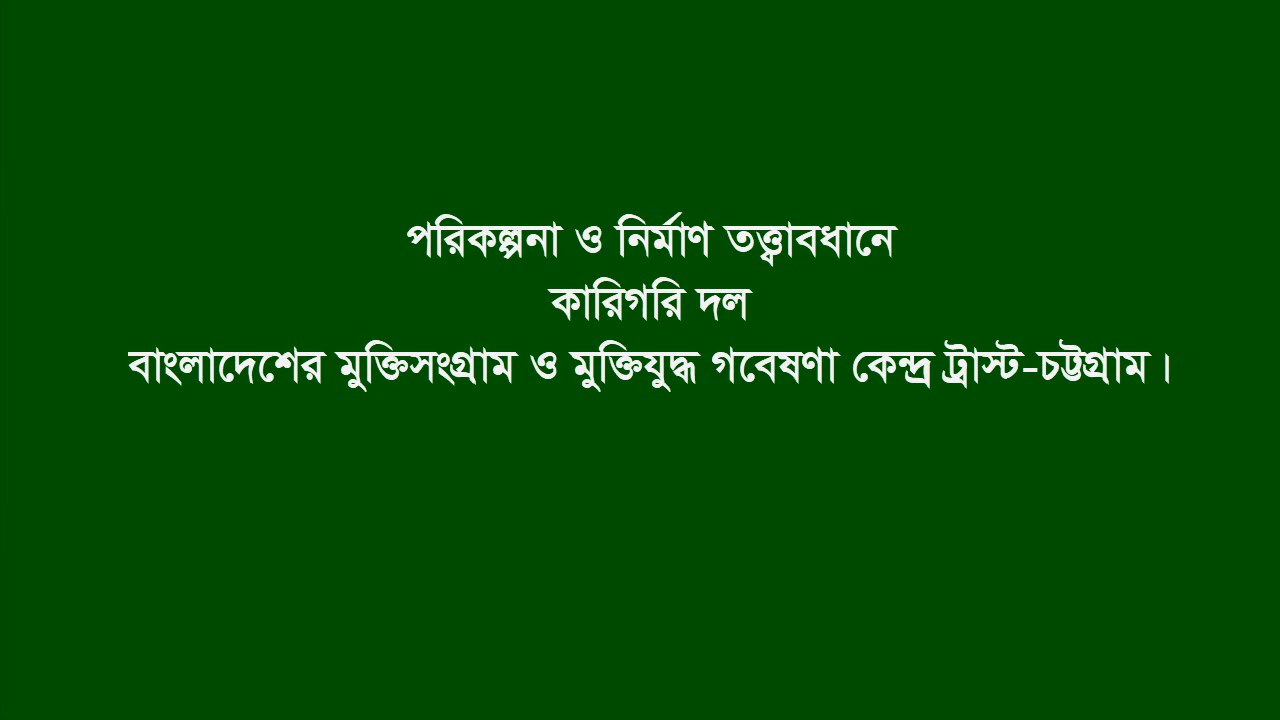 পরিকল্পনা ও নির্মাণ তত্ত্বাবধানে
কারিগরি দল
বাংলাদেশের মুক্তিসংগ্রাম ও মুক্তিযুদ্ধ গবেষণা কেন্দ্র ট্রাস্ট-চট্টগ্রাম।